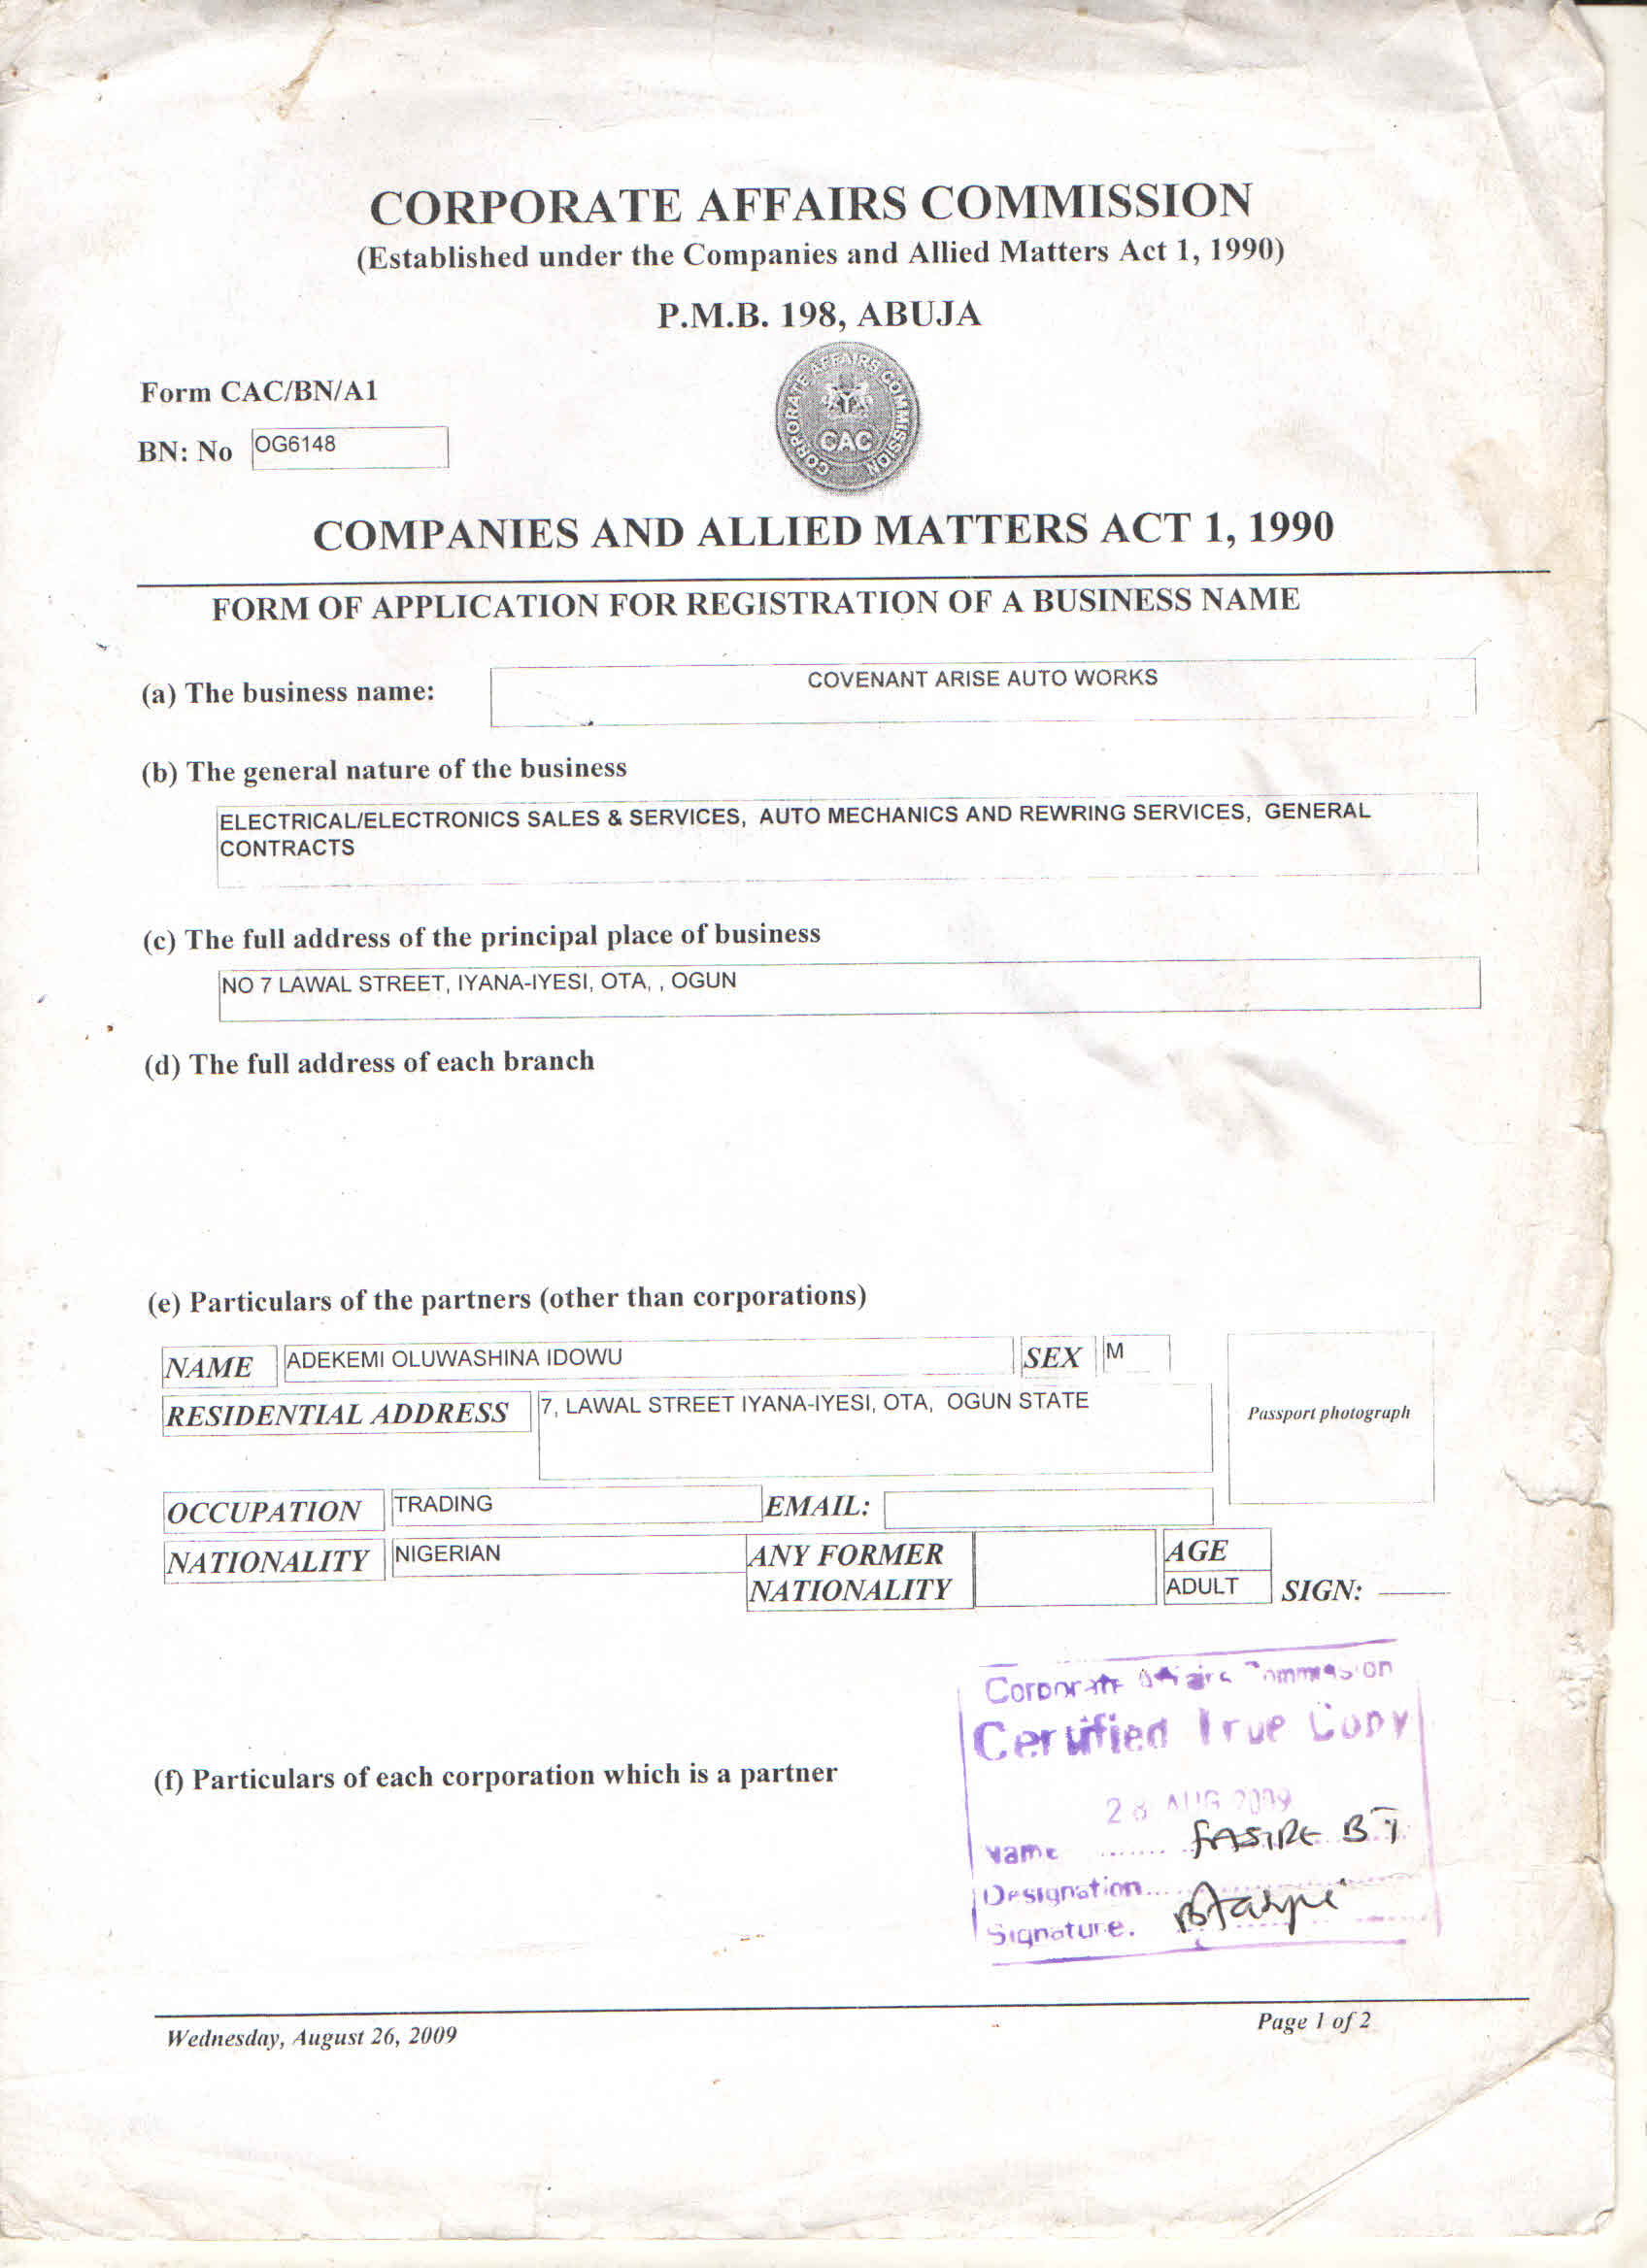 CORPORATE AFFAIRS COMMISSION
(Established under the Companies and Allied Matters Act 1, 1990)
P.M.B. 198, ABUJA
Form CAC/BN/A1
BN: No OG6148
CORPORATE AFFAIRS COMMISSION
CAC
COMPANIES AND ALLIED MATTERS ACT 1, 1990
FORM OF APPLICATION FOR REGISTRATION OF A BUSINESS NAME
(a) The business name: COVENANT ARISE AUTO WORKS
(b) The general nature of the business
ELECTRICAL/ELECTRONICS SALES & SERVICES, AUTO MECHANICS AND REWRING SERVICES, GENERAL
CONTRACTS
(c) The full address of the principal place of business
NO 7 LAWAL STREET, IYANA-IYESI, OTA, , OGUN
(d) The full address of each branch
(e) Particulars of the partners (other than corporations)
NAME ADEKEMI OLUWASHINA IDOWU SEX M
RESIDENTIAL ADDRESS 7, LAWAL STREET IYANA-IYESI, OTA, OGUN STATE
Passport photograph
OCCUPATION TRADING EMAIL:
NATIONALITY NIGERIAN ANY FORMER NATIONALITY AGE
ADULT SIGN:
Corporate Affairs Commission
Certified True Copy
28 AUG 2009
Name FASIRE B T
Designation
Signature.
(f) Particulars of each corporation which is a partner
Wednesday, August 26, 2009 Page 1 of 2